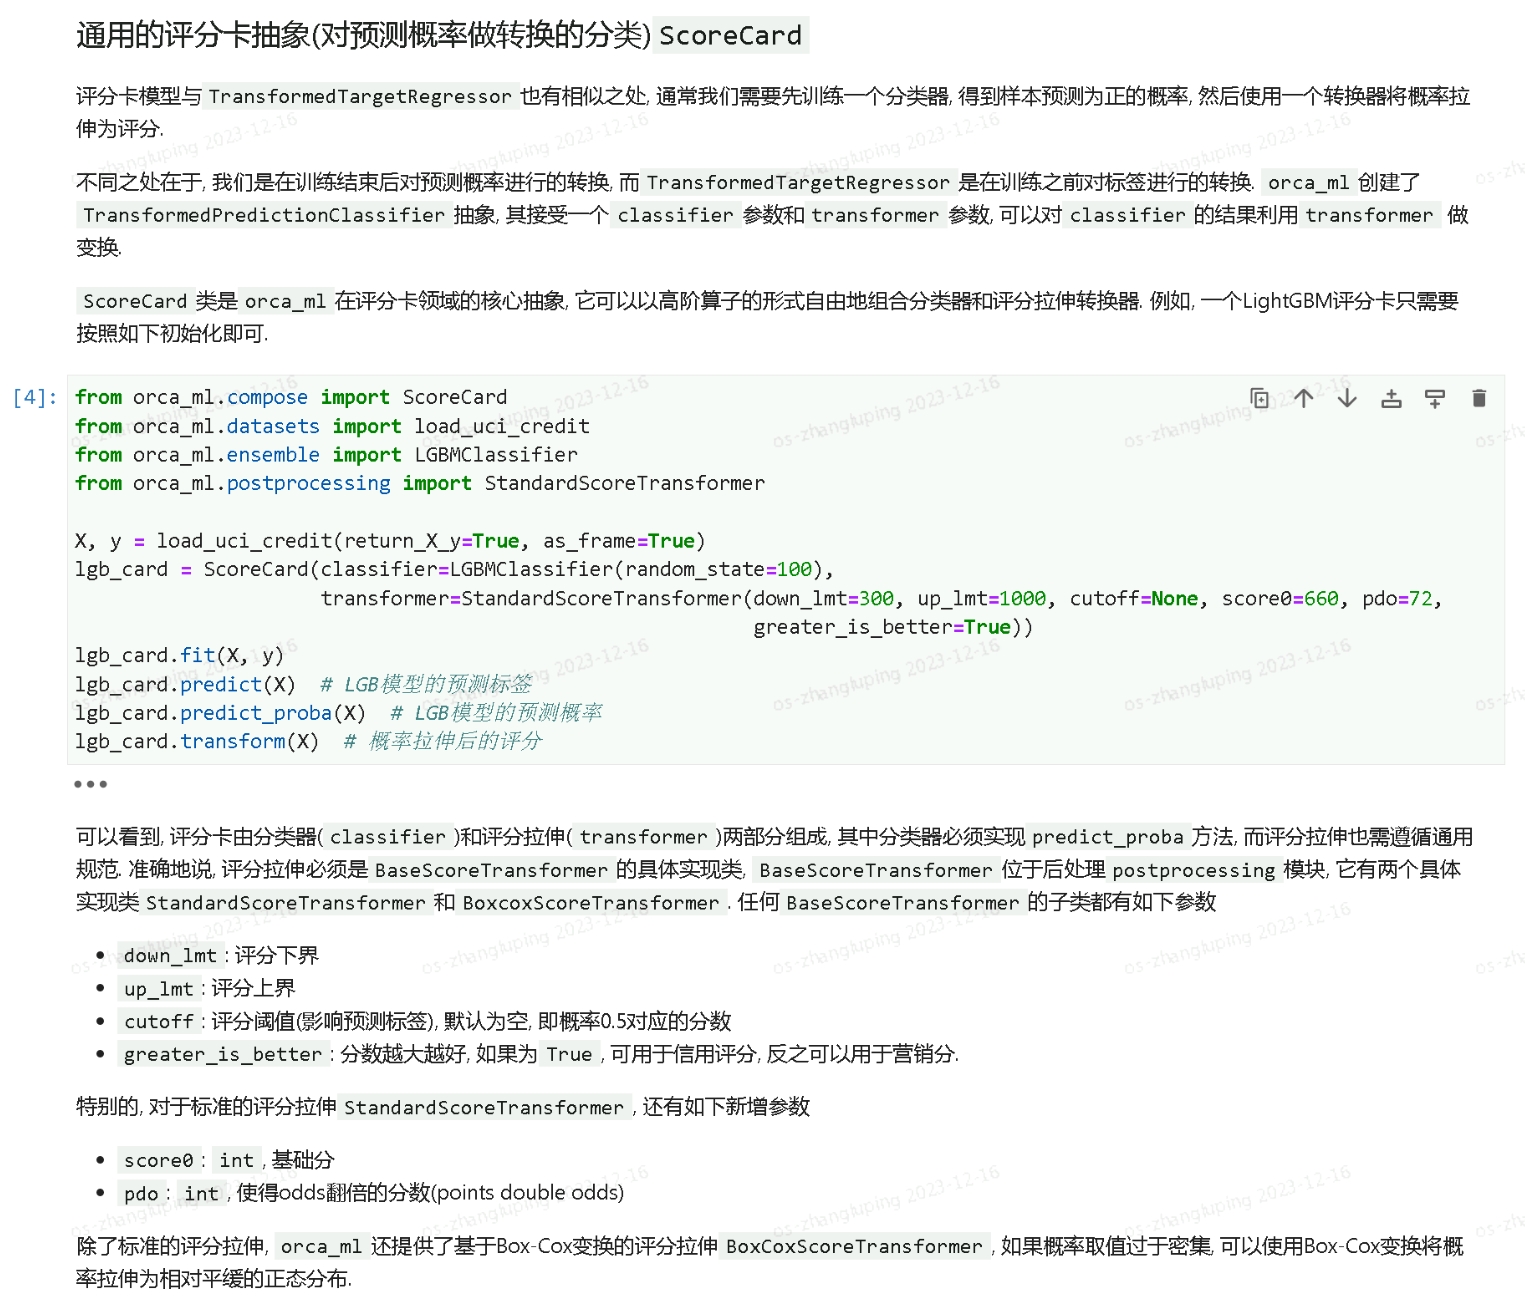 通用的评分卡抽象(对预测概率做转换的分类) ScoreCard
评分卡模型与 TransformedTargetRegressor 也有相似之处, 通常我们需要先训练一个分类器, 得到样本预测为正的概率, 然后使用一个转换器将概率拉
伸为评分.
不同之处在于, 我们是在训练结束后对预测概率进行的转换, 而 TransformedTargetRegressor 是在训练之前对标签进行的转换. orca_ml 创建了
TransformedPredictionClassifier 抽象, 其接受一个 classifier 参数和 transformer 参数, 可以对 classifier 的结果利用 transformer 做
变换.
ScoreCard 类是 orca_ml 在评分卡领域的核心抽象, 它可以以高阶算子的形式自由地组合分类器和评分拉伸转换器. 例如, 一个LightGBM评分卡只需要
按照如下初始化即可.
[4]: from orca_ml.compose import ScoreCard
from orca_ml.datasets import load_uci_credit
from orca_ml.ensemble import LGBMClassifier
from orca_ml.postprocessing import StandardScoreTransformer
X, y = load_uci_credit(return_X_y=True, as_frame=True)
lgb_card = ScoreCard(classifier=LGBMClassifier(random_state=100),
transformer=StandardScoreTransformer(down_lmt=300, up_lmt=1000, cutoff=None, score0=660, pdo=72,
greater_is_better=True))
lgb_card.fit(X, y)
lgb_card.predict(X)  # LGB模型的预测标签
lgb_card.predict_proba(X)  # LGB模型的预测概率
lgb_card.transform(X)  # 概率拉伸后的评分
•••
可以看到, 评分卡由分类器( classifier )和评分拉伸( transformer )两部分组成, 其中分类器必须实现 predict_proba 方法, 而评分拉伸也需遵循通用
规范. 准确地说, 评分拉伸必须是 BaseScoreTransformer 的具体实现类, BaseScoreTransformer 位于后处理 postprocessing 模块, 它有两个具体
实现类 StandardScoreTransformer 和 BoxcoxScoreTransformer . 任何 BaseScoreTransformer 的子类都有如下参数
• down_lmt : 评分下界
• up_lmt : 评分上界
• cutoff : 评分阈值(影响预测标签), 默认为空, 即概率0.5对应的分数
• greater_is_better : 分数越大越好, 如果为 True , 可用于信用评分, 反之可以用于营销分.
特别的, 对于标准的评分拉伸 StandardScoreTransformer , 还有如下新增参数
• score0 : int , 基础分
• pdo : int , 使得odds翻倍的分数(points double odds)
除了标准的评分拉伸, orca_ml 还提供了基于Box-Cox变换的评分拉伸 BoxCoxScoreTransformer , 如果概率取值过于密集, 可以使用Box-Cox变换将概
率拉伸为相对平缓的正态分布.